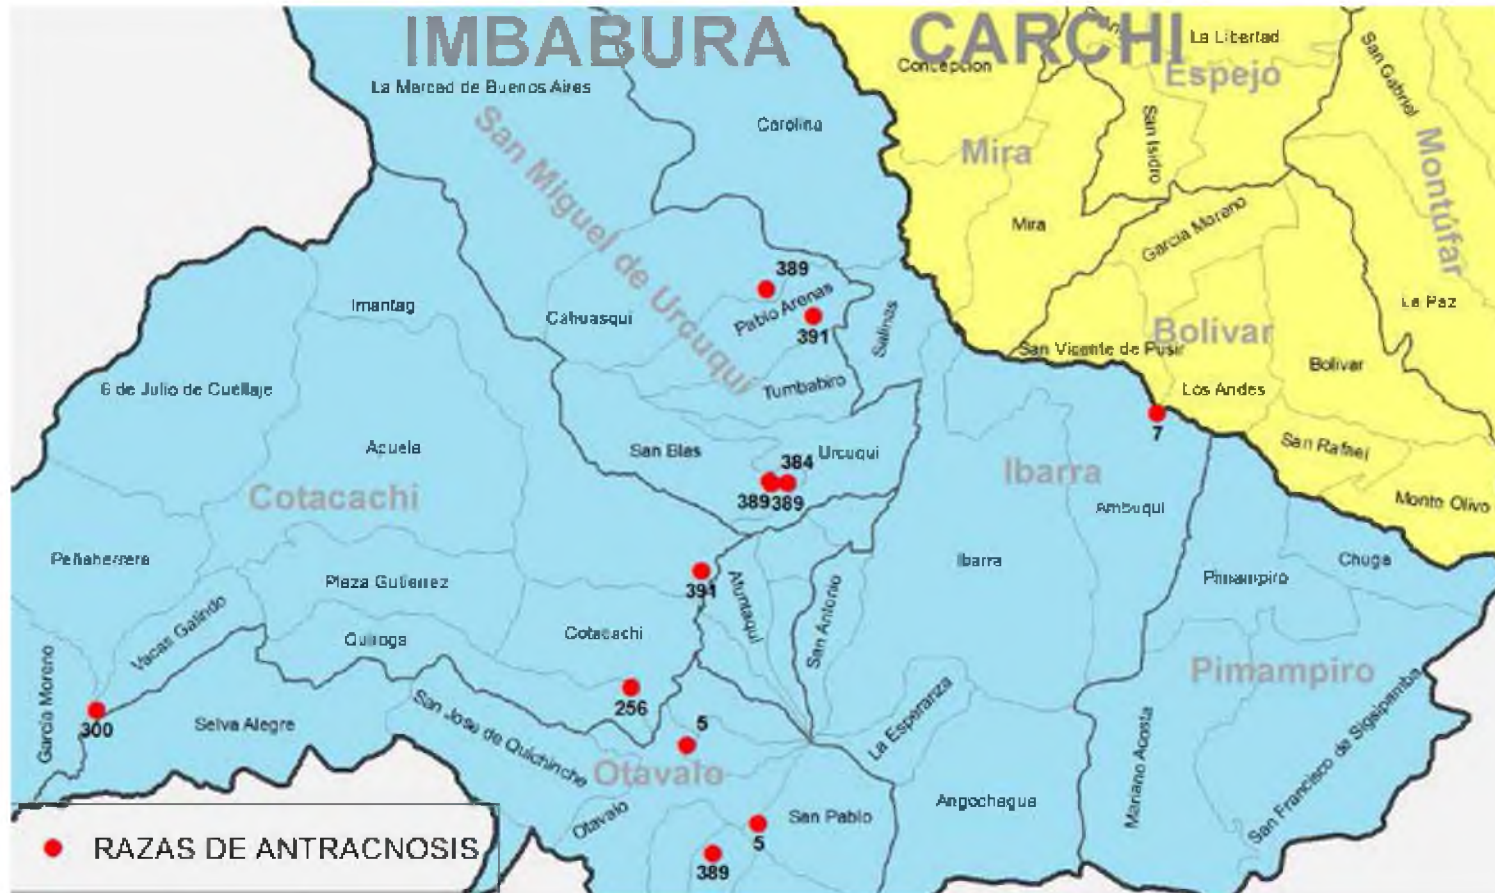 IMBABURA
CARCHI
La Libertad
Concepcion
Espejo
San Gabriel
La Merced de Buenos Aires
Carolina
San Miguel de Urcuquí
Mira
San Isidro
Montúfar
Mira
Garcia Moreno
389
Imantag
Cahuasqui
Pablo Arenas
391
Salinas
La Paz
Bolívar
San Vicente de Pusir
Bolivar
6 de Julio de Cuellaje
Tumbabiro
Los Andes
7
Apuela
San Blas
Urcuqui
384
389
389
San Rafael
Cotacachi
Ibarra
Ambuqui
Monte Olivo
Peñaherrera
Plaza Gutierrez
391
Atuntaqui
San Antonio
Ibarra
Pimampiro
Chuga
Vacas Galindo
Quiroga
Cotacachi
Pimampiro
Garcia Moreno
300
Selva Alegre
256
5
San Jose de Quichinche
La Esperanza
Mariano Acosta
San Francisco de Sigsipamba
Otavalo
Otavalo
San Pablo
Angochagua
5
389
RAZAS DE ANTRACNOSIS